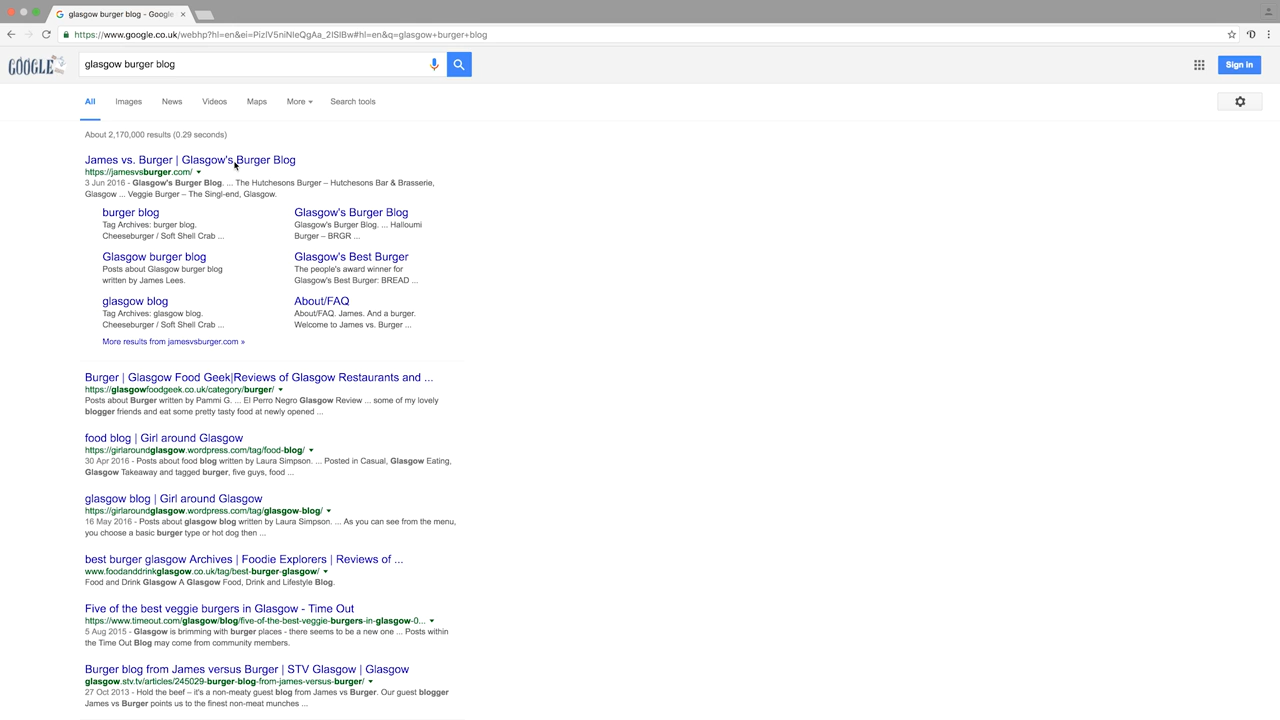 glasgow burger blog - Google
https://www.google.co.uk/webhp?hl=en&ei=PizIV5niNIeQgAa_2ISIBw#hl=en&q=glasgow+burger+blog
GOOGLE
glasgow burger blog
Sign in
All Images News Videos Maps More Search tools
About 2,170,000 results (0.29 seconds)
James vs. Burger | Glasgow's Burger Blog
https://jamesvsburger.com/
3 Jun 2016 - Glasgow's Burger Blog. ... The Hutchesons Burger – Hutchesons Bar & Brasserie,
Glasgow ... Veggie Burger – The Singl-end, Glasgow.
burger blog
Tag Archives: burger blog.
Cheeseburger / Soft Shell Crab ...
Glasgow's Burger Blog
Glasgow's Burger Blog. ... Halloumi
Burger – BRGR ...
Glasgow burger blog
Posts about Glasgow burger blog
written by James Lees.
Glasgow's Best Burger
The people's award winner for
Glasgow's Best Burger: BREAD ...
glasgow blog
Tag Archives: glasgow blog.
Cheeseburger / Soft Shell Crab ...
About/FAQ
About/FAQ. James. And a burger.
Welcome to James vs. Burger ...
More results from jamesvsburger.com »
Burger | Glasgow Food Geek|Reviews of Glasgow Restaurants and ...
https://glasgowfoodgeek.co.uk/category/burger/
Posts about Burger written by Pammi G. ... El Perro Negro Glasgow Review ... some of my lovely
blogger friends and eat some pretty tasty food at newly opened ...
food blog | Girl around Glasgow
https://girlaroundglasgow.wordpress.com/tag/food-blog/
30 Apr 2016 - Posts about food blog written by Laura Simpson. ... Posted in Casual, Glasgow Eating,
Glasgow Takeaway and tagged burger, five guys, food ...
glasgow blog | Girl around Glasgow
https://girlaroundglasgow.wordpress.com/tag/glasgow-blog/
16 May 2016 - Posts about glasgow blog written by Laura Simpson. ... As you can see from the menu,
you choose a basic burger type or hot dog then ...
best burger glasgow Archives | Foodie Explorers | Reviews of ...
www.foodanddrinkglasgow.co.uk/tag/best-burger-glasgow/
Food and Drink Glasgow A Glasgow Food, Drink and Lifestyle Blog.
Five of the best veggie burgers in Glasgow - Time Out
https://www.timeout.com/glasgow/blog/five-of-the-best-veggie-burgers-in-glasgow-0...
5 Aug 2015 - Glasgow is brimming with burger places - there seems to be a new one ... Posts within
the Time Out Blog may come from community members.
Burger blog from James versus Burger | STV Glasgow | Glasgow
glasgow.stv.tv/articles/245029-burger-blog-from-james-versus-burger/
27 Oct 2013 - Hold the beef – it's a non-meaty guest blog from James vs Burger. Our guest blogger
James vs Burger points us to the finest non-meat munches ...